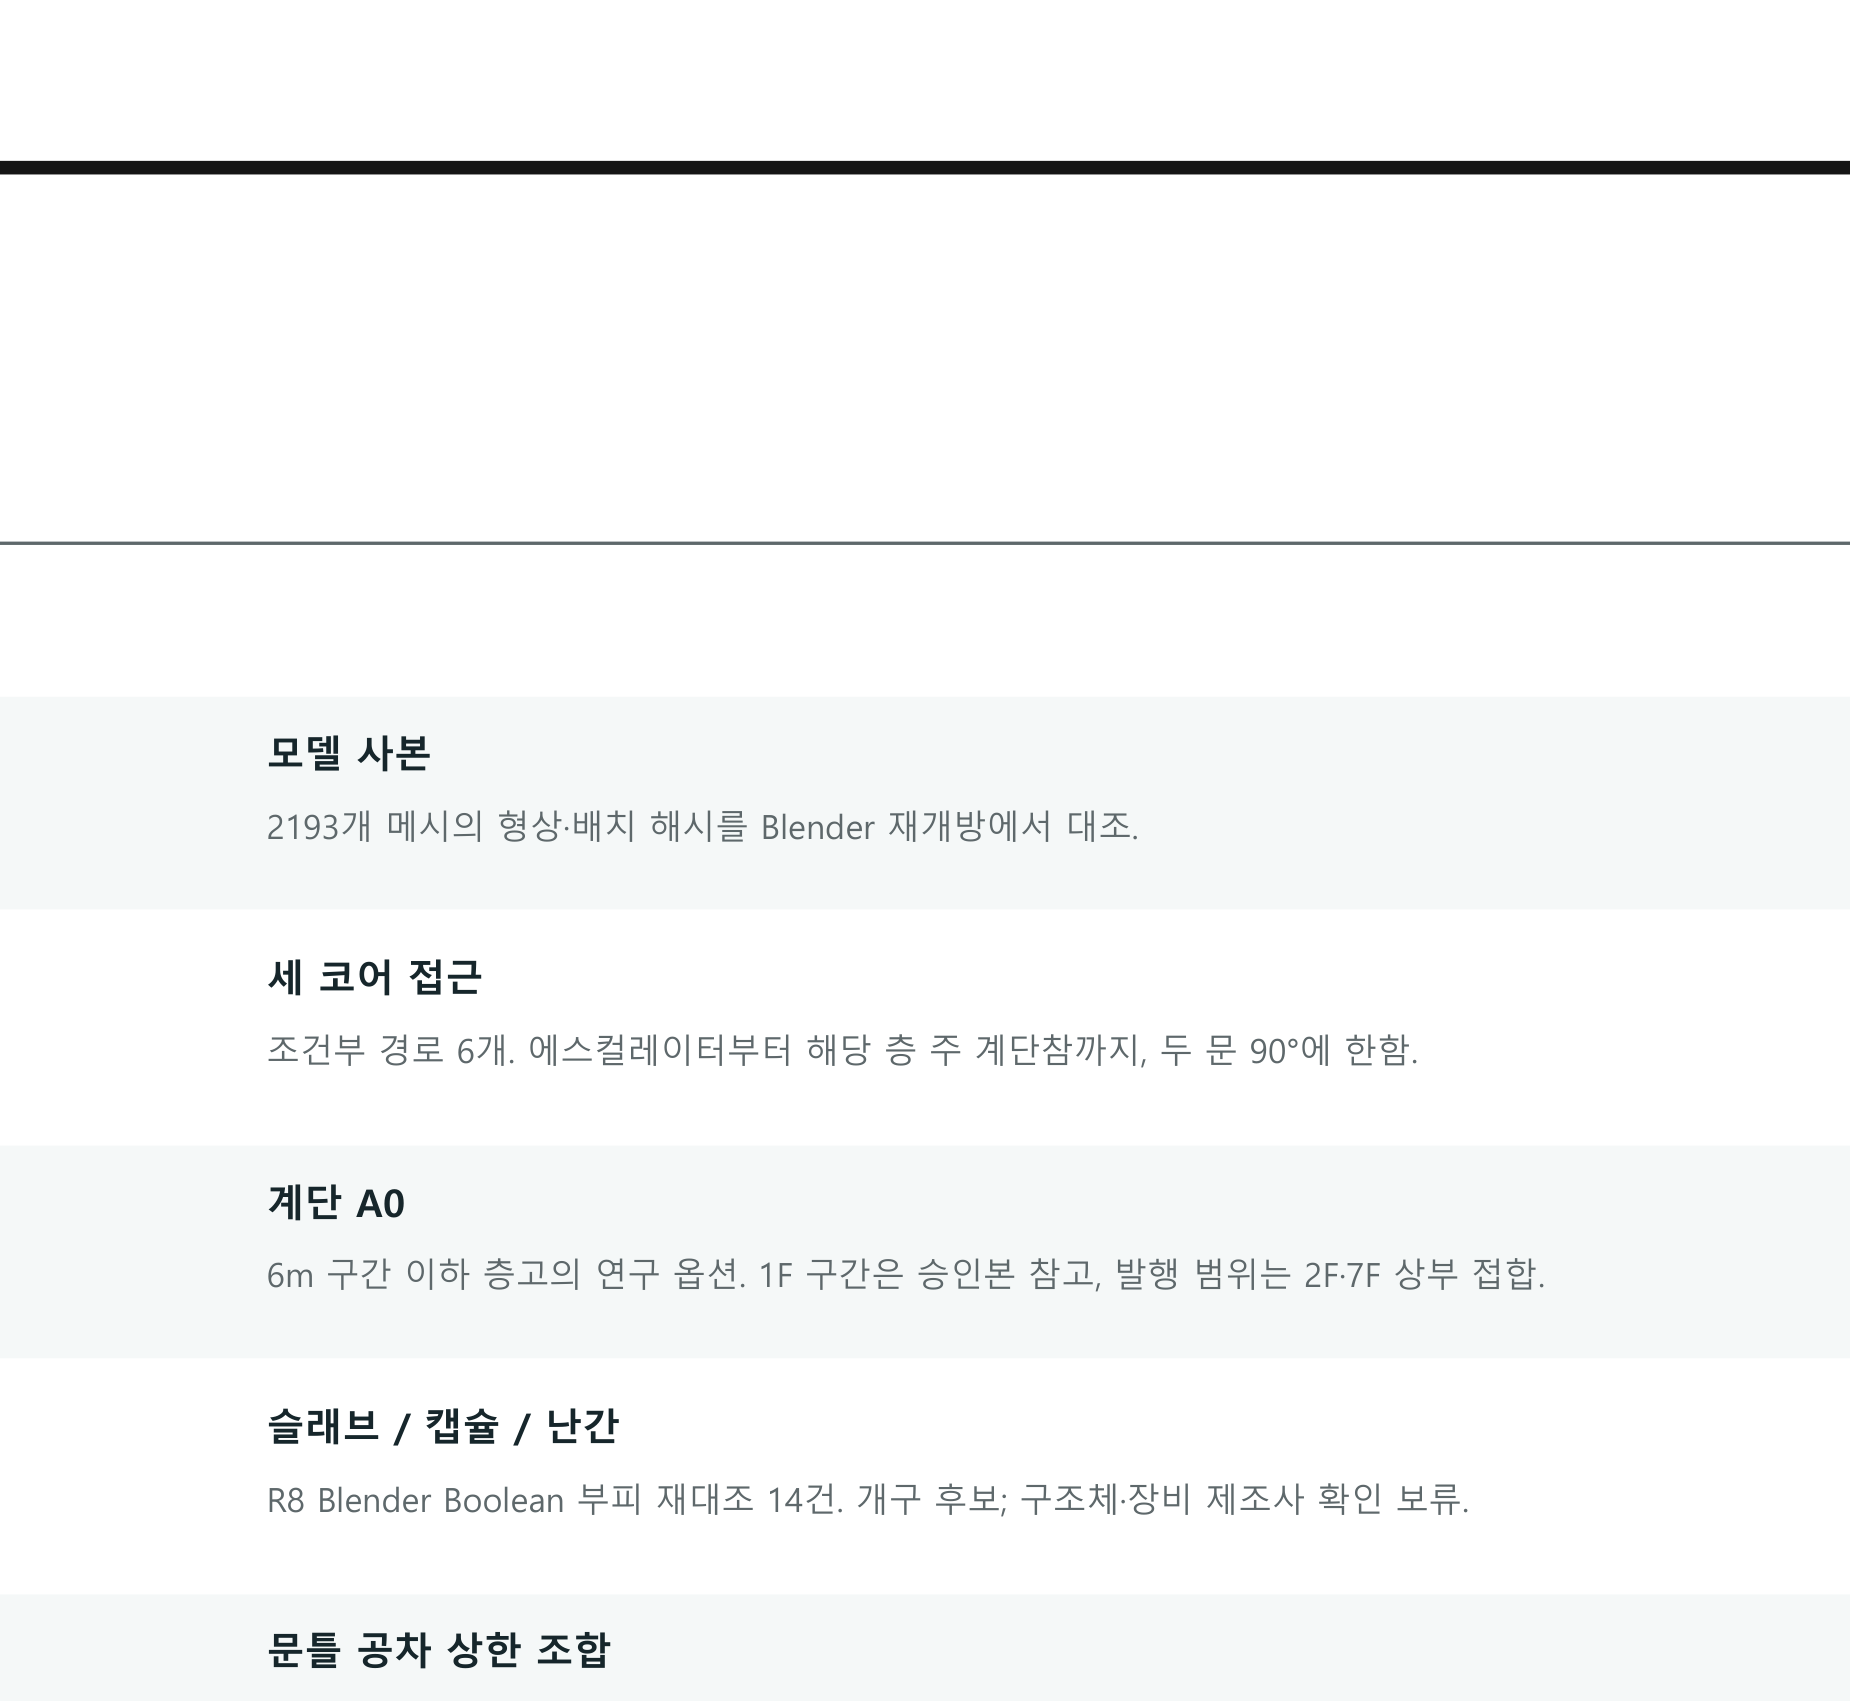 모델 사본
2193개 메시의 형상·배치 해시를 Blender 재개방에서 대조.
세 코어 접근
조건부 경로 6개. 에스컬레이터부터 해당 층 주 계단참까지, 두 문 90°에 한함.
계단 A0
6m 구간 이하 층고의 연구 옵션. 1F 구간은 승인본 참고, 발행 범위는 2F·7F 상부 접합.
슬래브 / 캡슐 / 난간
R8 Blender Boolean 부피 재대조 14건. 개구 후보; 구조체·장비 제조사 확인 보류.
문틀 공차 상한 조합